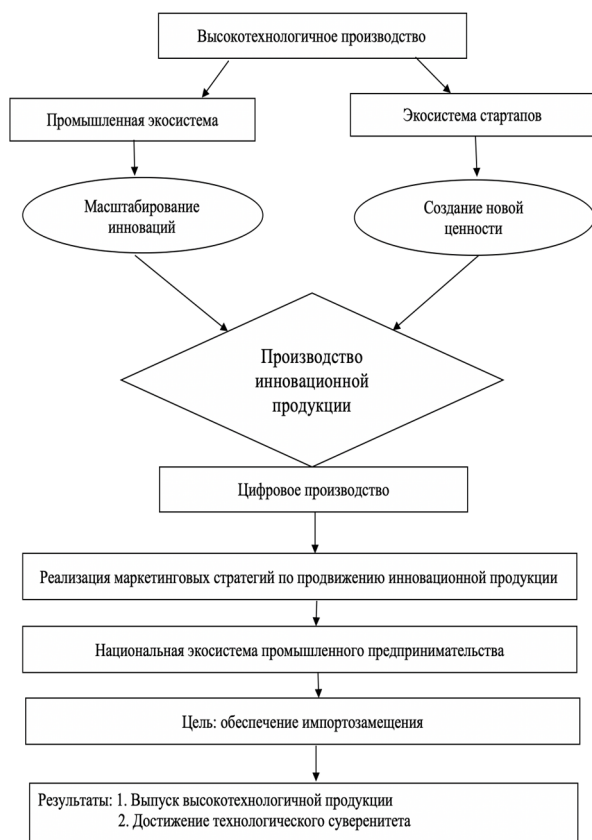 Высокотехнологичное производство
Промышленная экосистема
Экосистема стартапов
Масштабирование
инноваций
Создание новой
ценности
Производство
инновационной
продукции
Цифровое производство
Реализация маркетинговых стратегий по продвижению инновационной продукции
Национальная экосистема промышленного предпринимательства
Цель: обеспечение импортозамещения
Результаты: 1. Выпуск высокотехнологичной продукции
2. Достижение технологического суверенитета